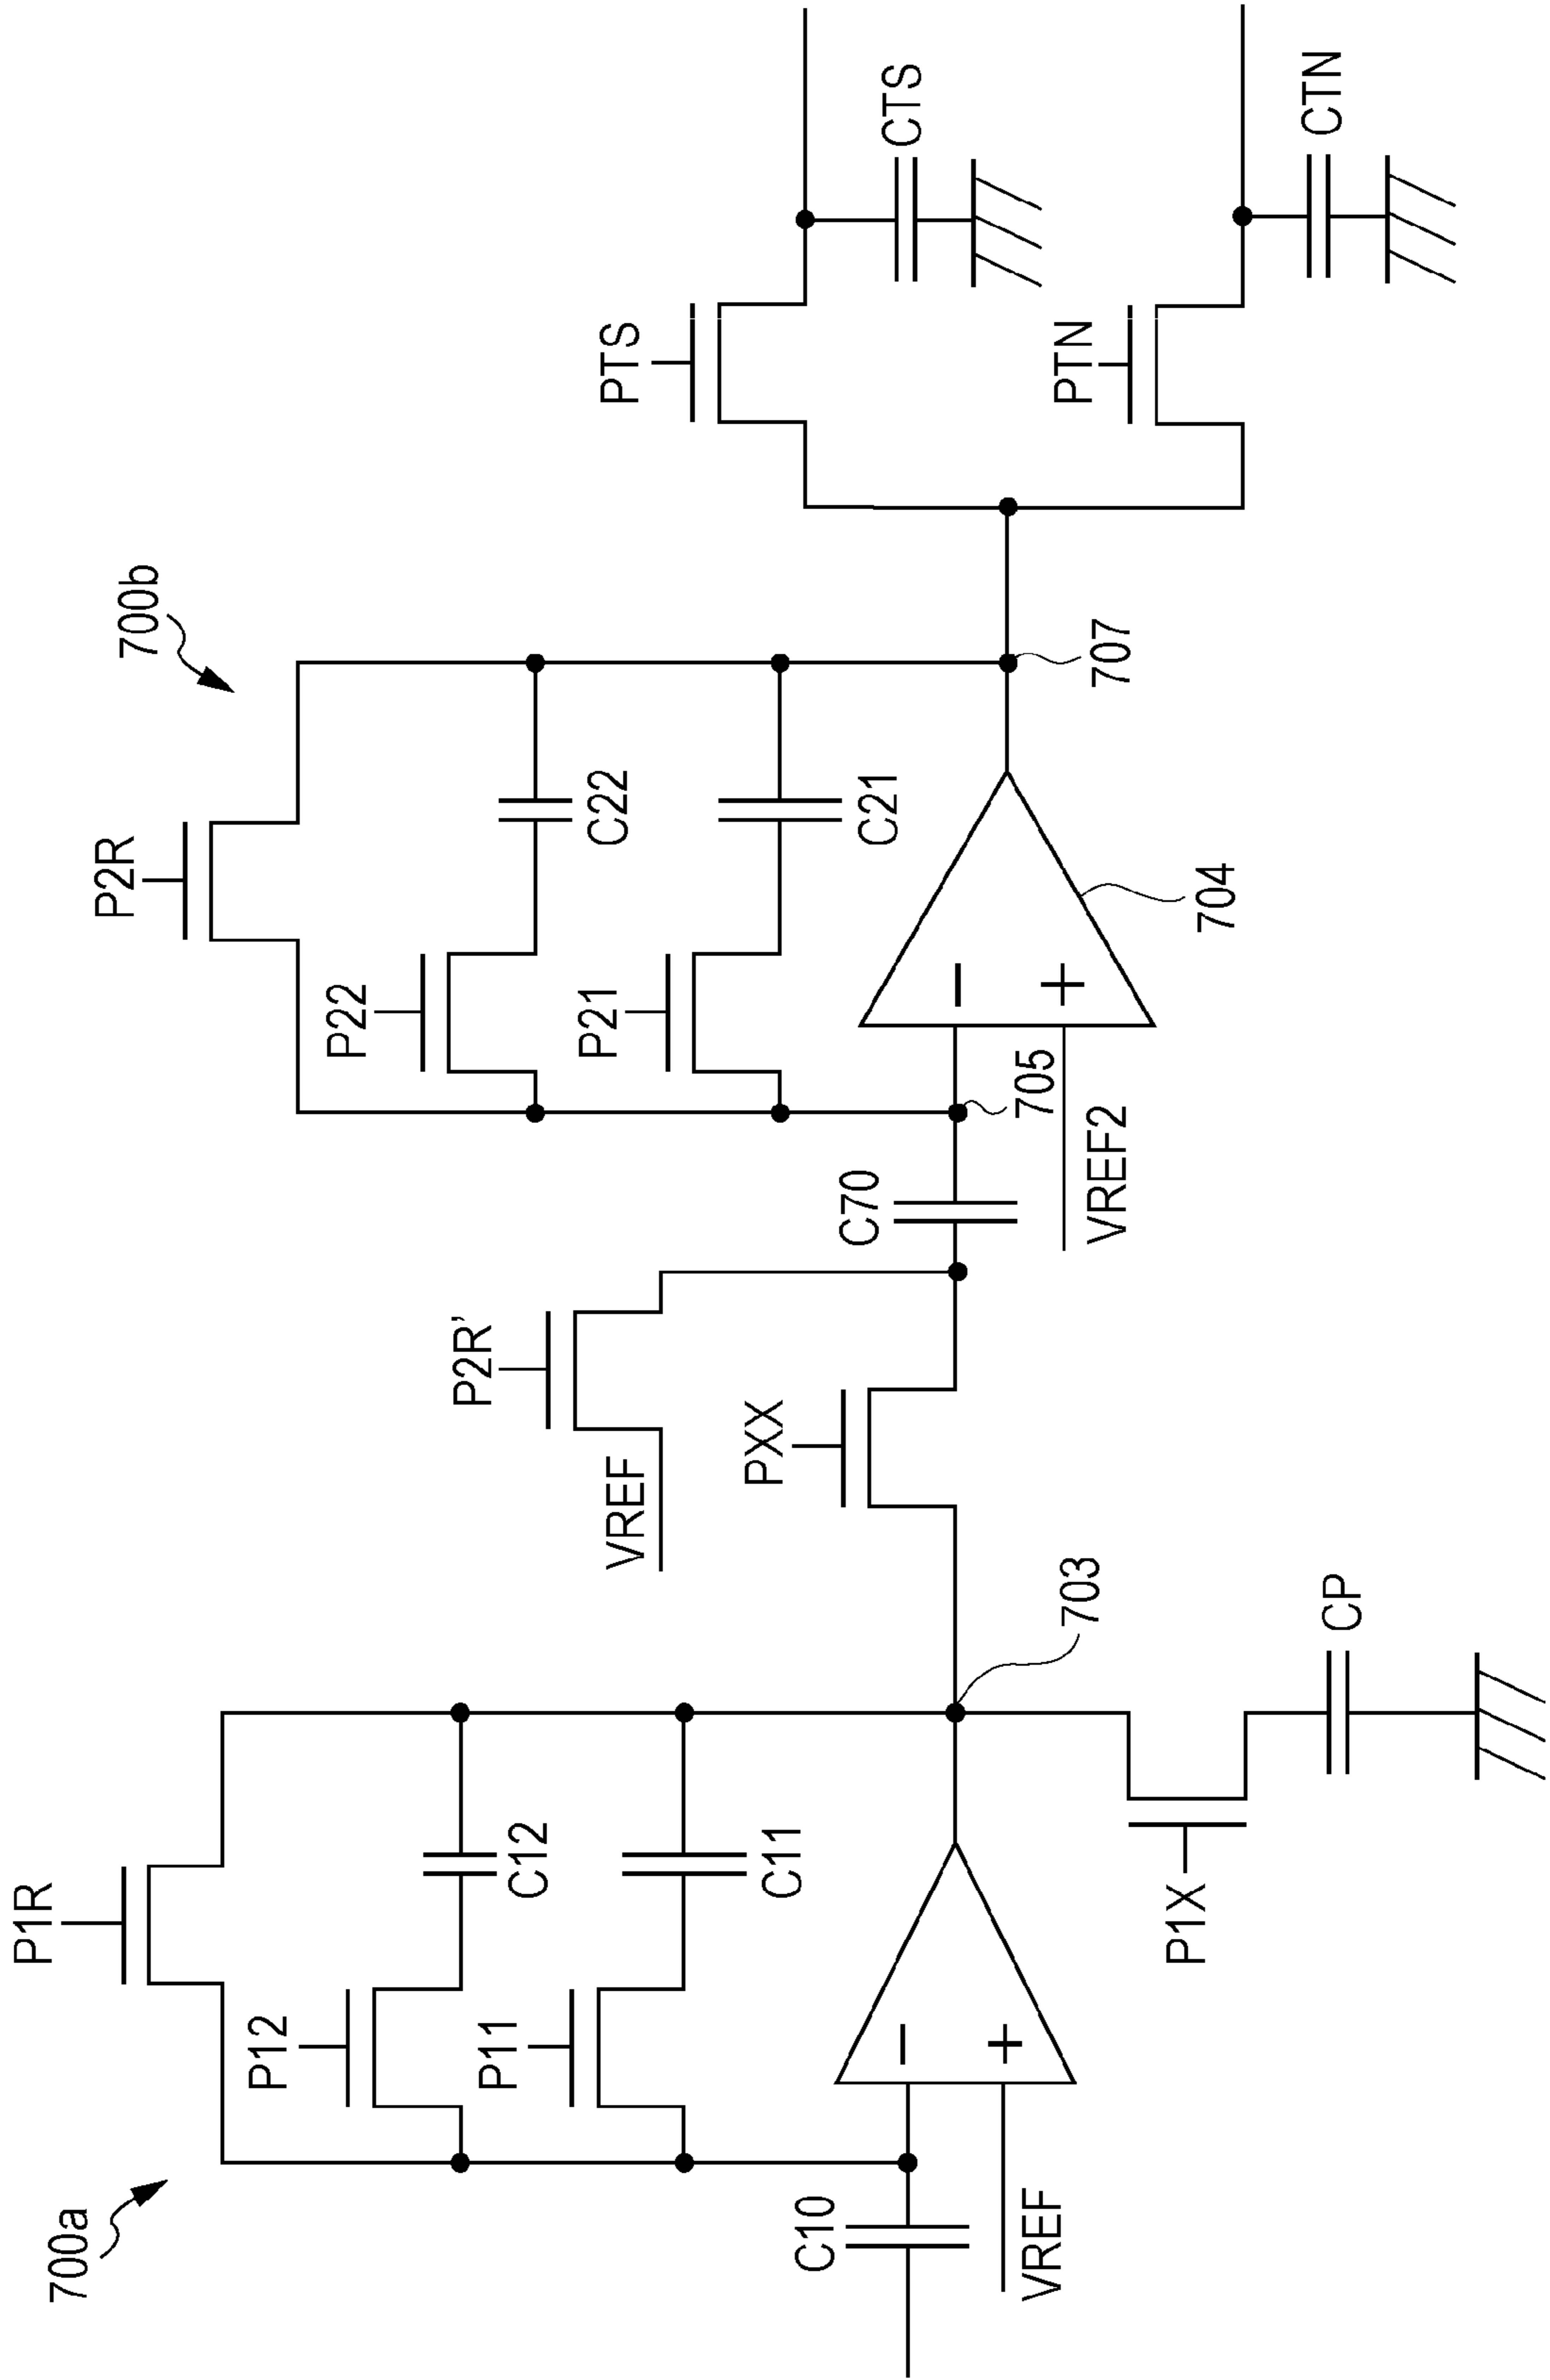 700a
P1R
P12
C12
P11
C11
C10
VREF
P1X
CP
703
VREF
P2R'
PXX
C70
705
VREF2
700b
P2R
P22
C22
P21
C21
704
707
PTS
CTS
PTN
CTN